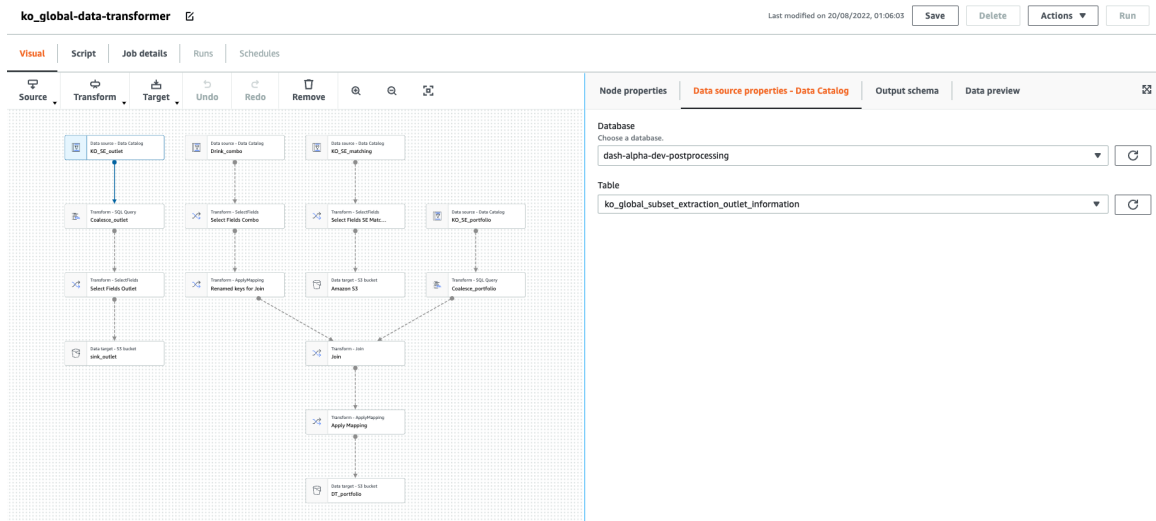 ko_global-data-transformer
Last modified on 20/08/2022, 01:06:03
Save
Delete
Actions
Run
Visual
Script
Job details
Runs
Schedules
Source
Transform
Target
Undo
Redo
Remove
Node properties
Data source properties - Data Catalog
Output schema
Data preview
Database
Choose a database.
dash-alpha-dev-postprocessing
Table
ko_global_subset_extraction_outlet_information
Data source - Data Catalog
KO_SE_outlet
Data source - Data Catalog
Drink_combo
Data source - Data Catalog
KO_SE_matching
Transform - SQL Query
Coalesce_outlet
Transform - SelectFields
Select Fields Combo
Transform - SelectFields
Select Fields SE Matc...
Data source - Data Catalog
KO_SE_portfolio
Transform - SelectFields
Select Fields Outlet
Transform - ApplyMapping
Renamed keys for Join
Data target - S3 bucket
Amazon S3
Transform - SQL Query
Coalesce_portfolio
Data target - S3 bucket
sink_outlet
Transform - Join
Join
Transform - ApplyMapping
Apply Mapping
Data target - S3 bucket
DT_portfolio